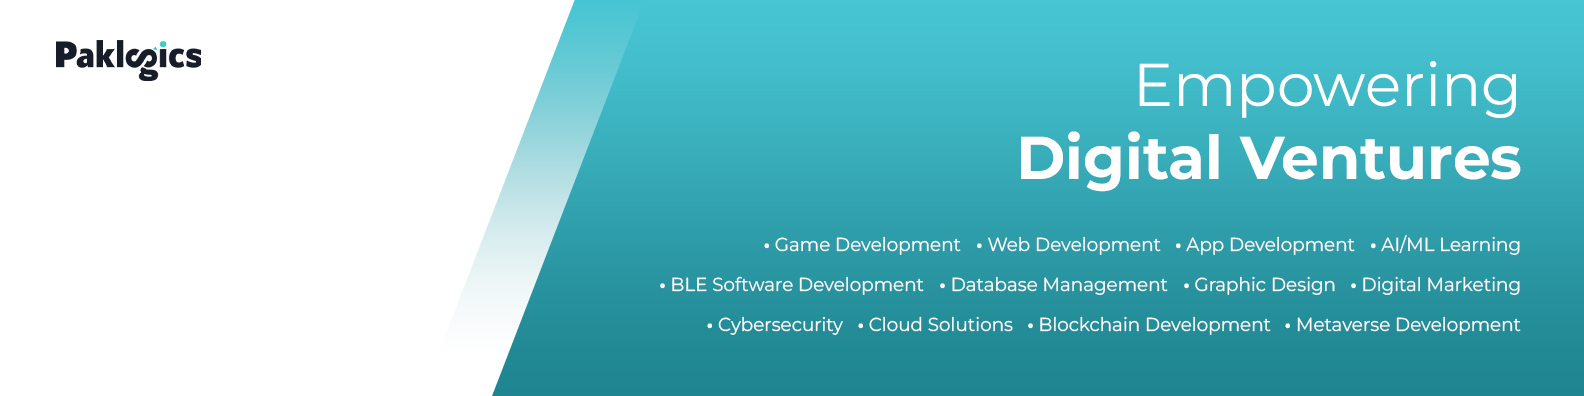 Paklogics
Empowering
Digital Ventures
• Game Development • Web Development • App Development • AI/ML Learning
• BLE Software Development • Database Management • Graphic Design • Digital Marketing
• Cybersecurity • Cloud Solutions • Blockchain Development • Metaverse Development